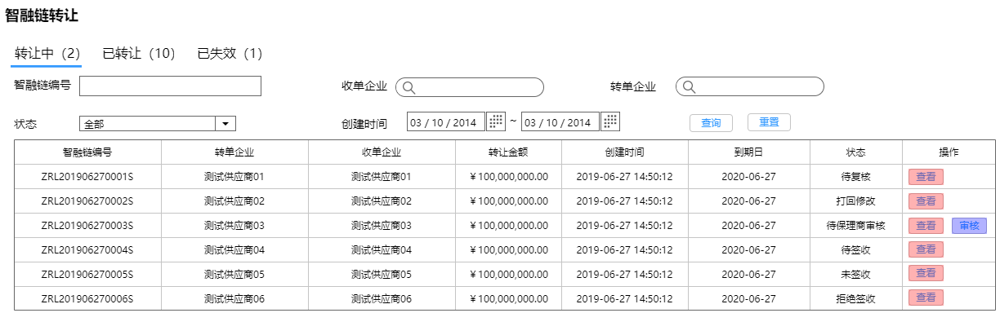 智融链转让
转让中（2） 已转让（10） 已失效（1）
智融链编号 收单企业 转单企业
状态 全部 创建时间 03 / 10 / 2014 ~ 03 / 10 / 2014 查询 重置
智融链编号 转单企业 收单企业 转让金额 创建时间 到期日 状态 操作
ZRL201906270001S 测试供应商01 测试供应商01 ￥100,000,000.00 2019-06-27 14:50:12 2020-06-27 待复核 查看
ZRL201906270002S 测试供应商02 测试供应商02 ￥100,000,000.00 2019-06-27 14:50:12 2020-06-27 打回修改 查看
ZRL201906270003S 测试供应商03 测试供应商03 ￥100,000,000.00 2019-06-27 14:50:12 2020-06-27 待保理商审核 查看 审核
ZRL201906270004S 测试供应商04 测试供应商04 ￥100,000,000.00 2019-06-27 14:50:12 2020-06-27 待签收 查看
ZRL201906270005S 测试供应商05 测试供应商05 ￥100,000,000.00 2019-06-27 14:50:12 2020-06-27 未签收 查看
ZRL201906270006S 测试供应商06 测试供应商06 ￥100,000,000.00 2019-06-27 14:50:12 2020-06-27 拒绝签收 查看